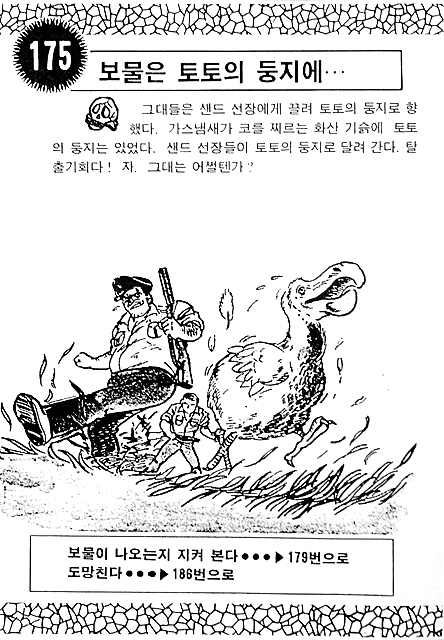 175
보물은 토토의 둥지에…
그대들은 샌드 선장에게 끌려 토토의 둥지로 향
했다. 가스냄새가 코를 찌르는 화산 기슭에 토토
의 둥지는 있었다. 샌드 선장들이 토토의 둥지로 달려 간다. 탈
출기회다! 자. 그대는 어쩔텐가?
보물이 나오는지 지켜 본다●●●▶179번으로
도망친다●●●▶186번으로